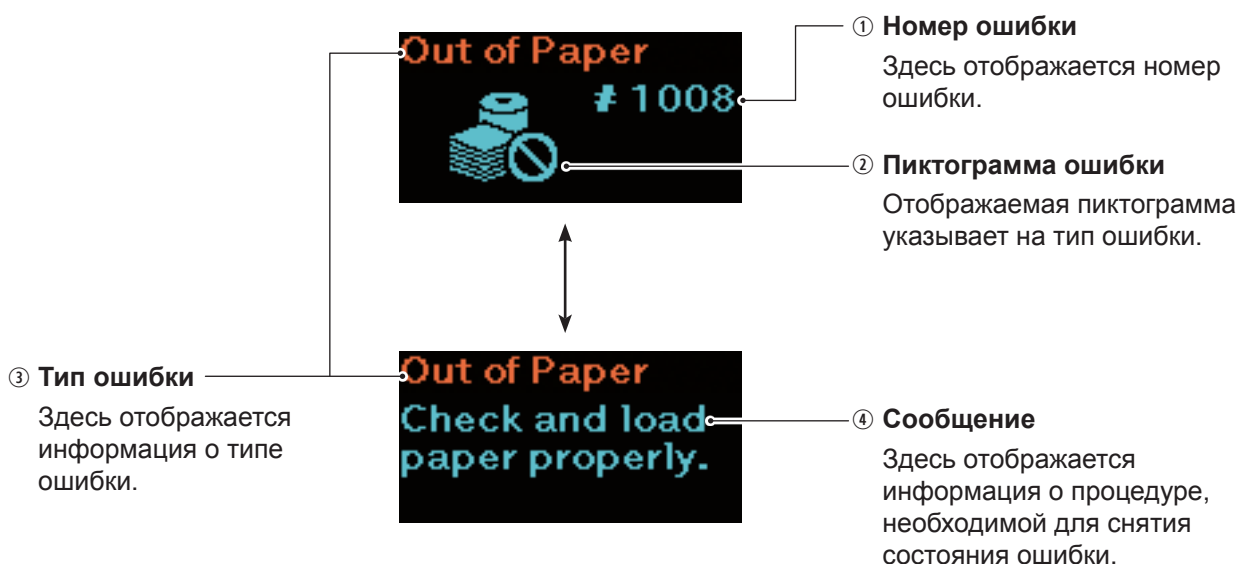 Out of Paper
# 1008
① Номер ошибки
Здесь отображается номер
ошибки.
② Пиктограмма ошибки
Отображаемая пиктограмма
указывает на тип ошибки.
③ Тип ошибки
Здесь отображается
информация о типе
ошибки.
Out of Paper
Check and load
paper properly.
④ Сообщение
Здесь отображается
информация о процедуре,
необходимой для снятия
состояния ошибки.